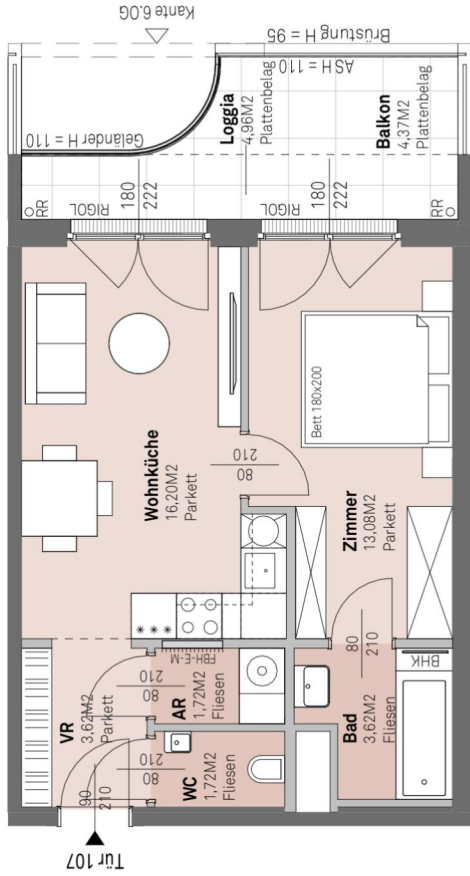 Kante 6.OG
Brüstung H = 95
ASH = 110
Geländer H = 110
Loggia
4,96M2
Plattenbelag
Balkon
4,37M2
Plattenbelag
RR
RIGOL
180
222
RIGOL
180
222
RR
Wohnküche
16,20M2
Parkett
80
210
Bett 180x200
Zimmer
13,08M2
Parkett
VR
3,62M2
Parkett
80
210
FBH-E-M
AR
1,72M2
Fliesen
80
210
BHK
Bad
3,62M2
Fliesen
90
210
80
210
WC
1,72M2
Fliesen
Tür 107